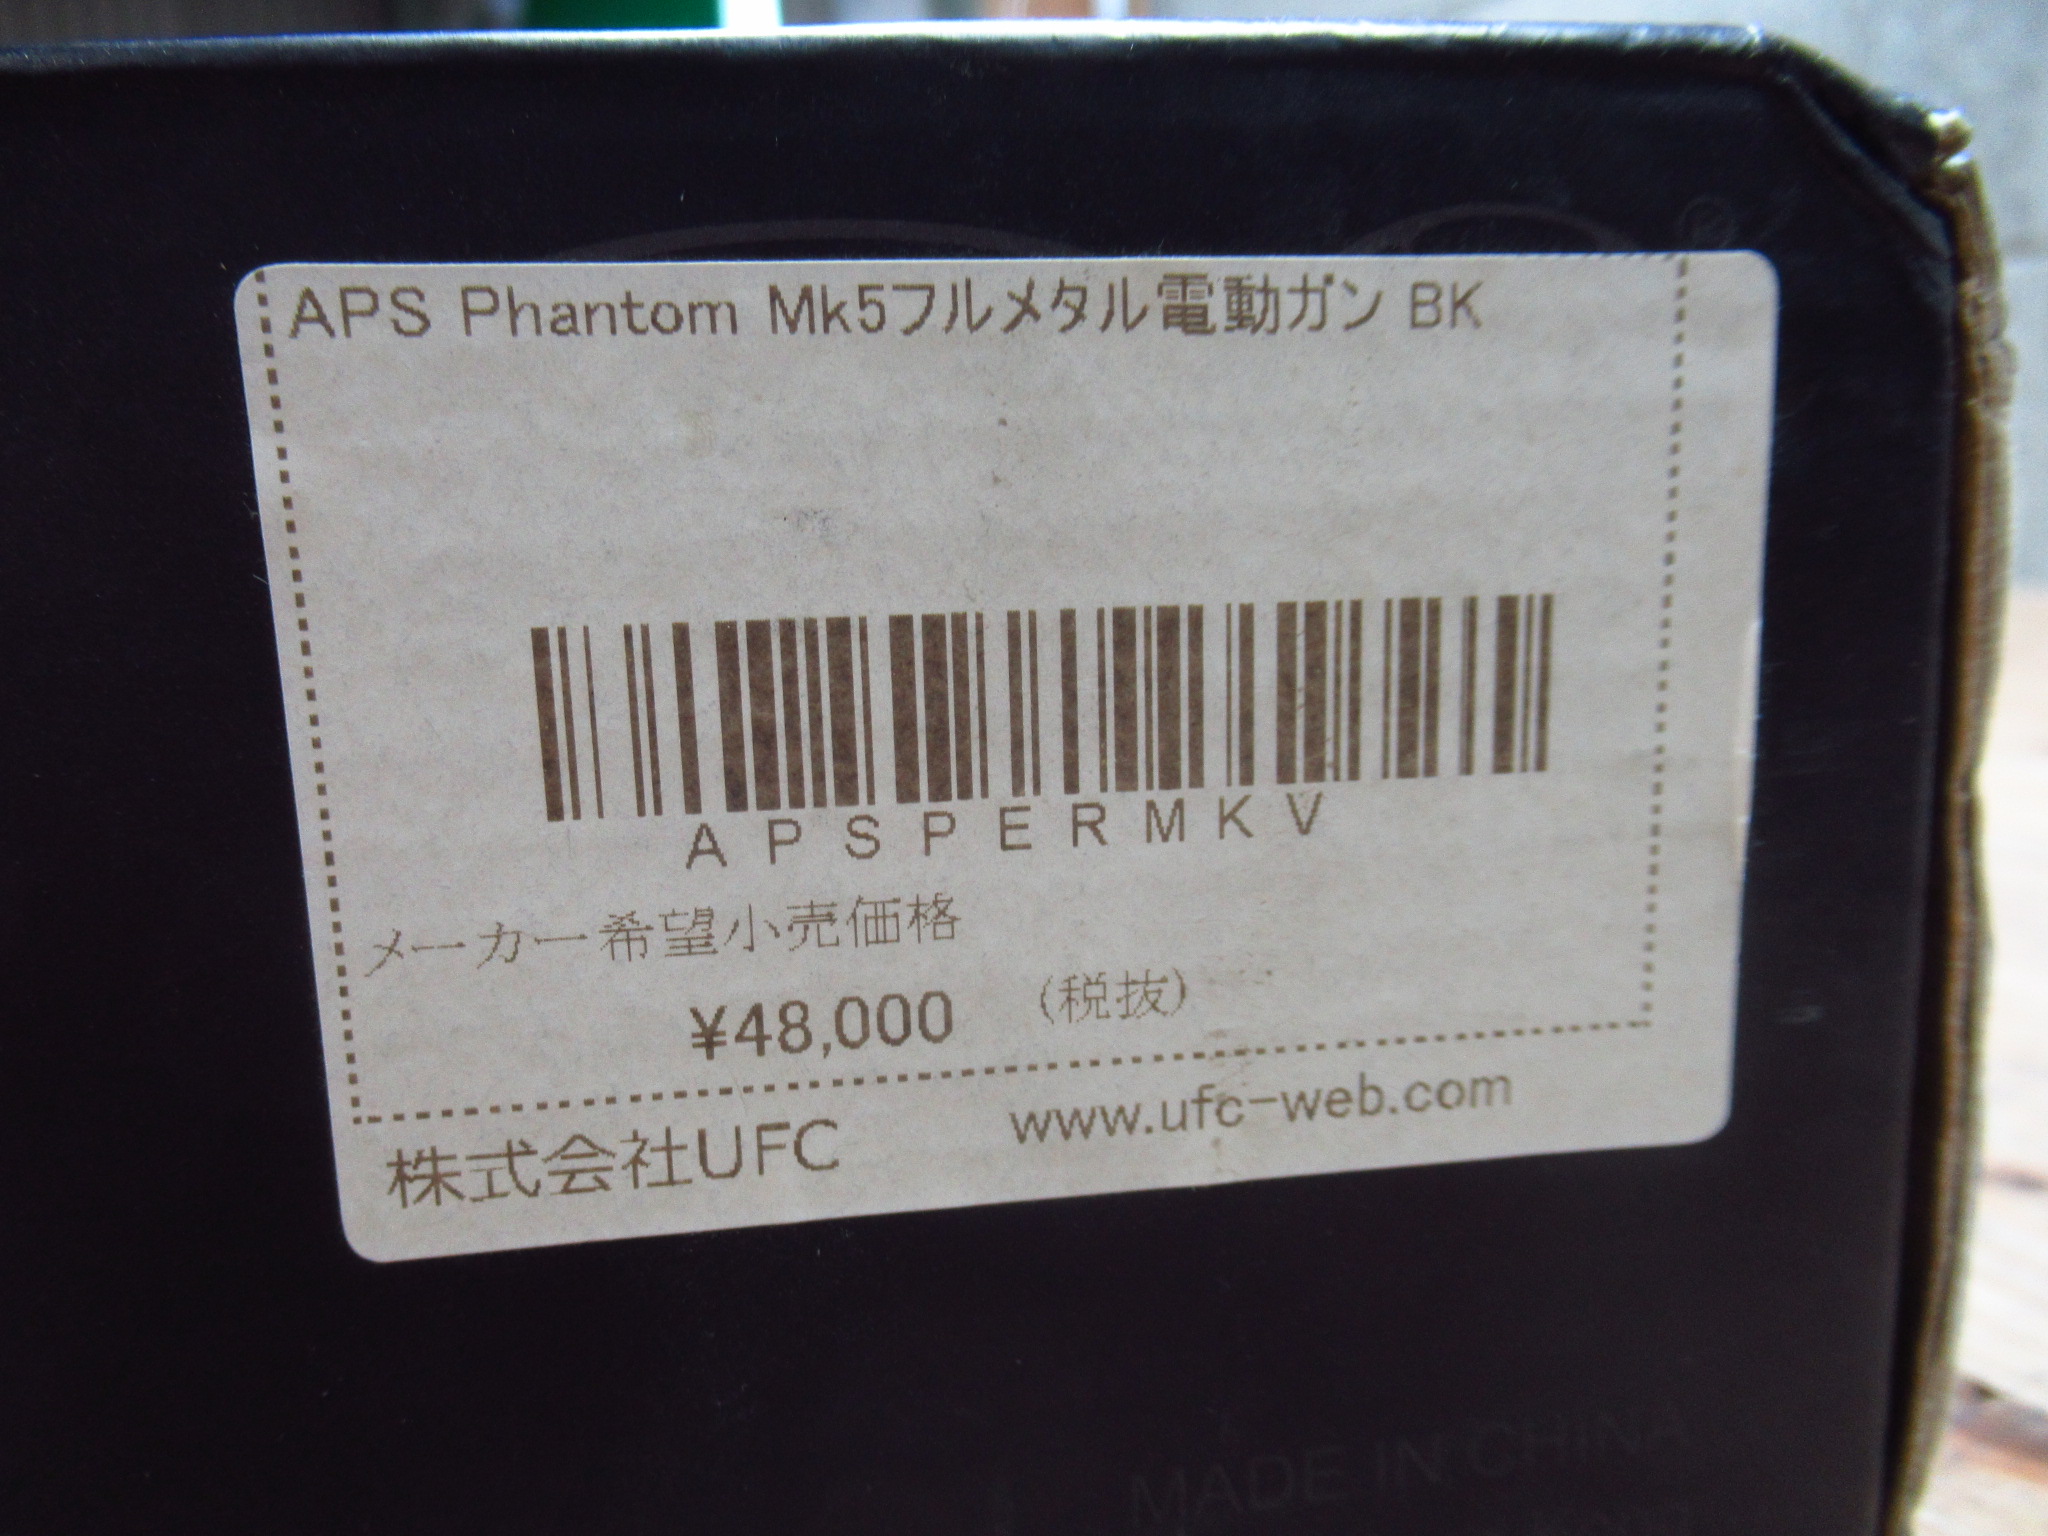 APS Phantom Mk5フルメタル電動ガン BK
APSPERMKV
メーカー希望小売価格
¥48,000 (税抜)
株式会社UFC www.ufc-web.com
MADE IN CHINA